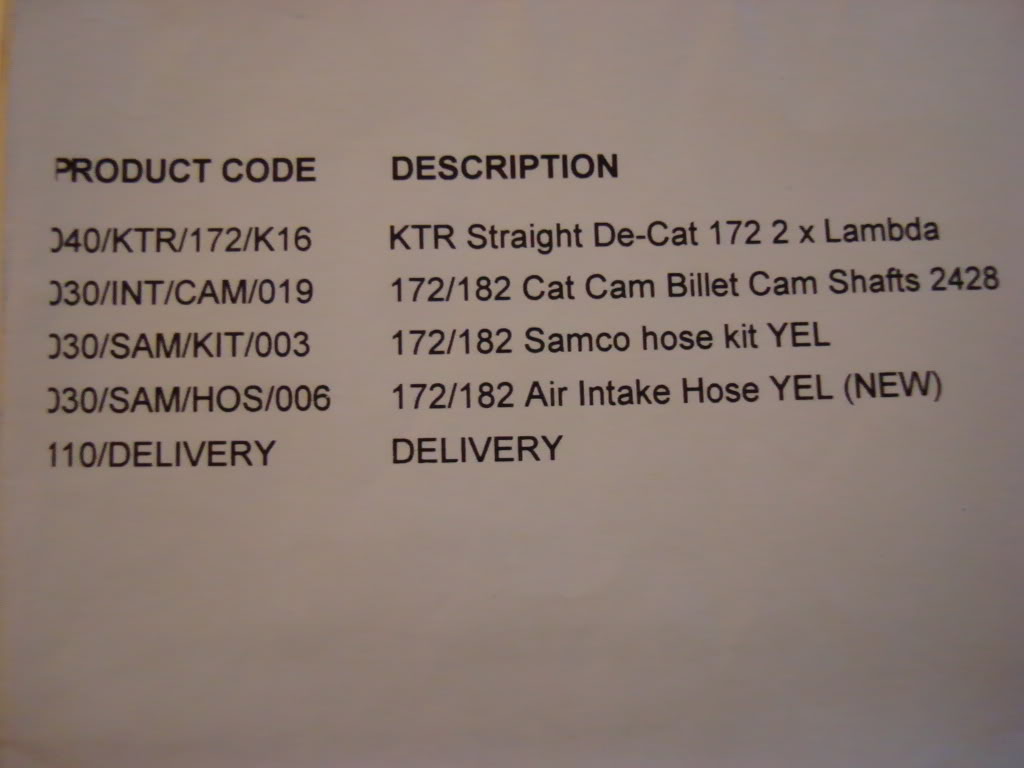 PRODUCT CODE DESCRIPTION
040/KTR/172/K16 KTR Straight De-Cat 172 2 x Lambda
030/INT/CAM/019 172/182 Cat Cam Billet Cam Shafts 2428
030/SAM/KIT/003 172/182 Samco hose kit YEL
030/SAM/HOS/006 172/182 Air Intake Hose YEL (NEW)
110/DELIVERY DELIVERY